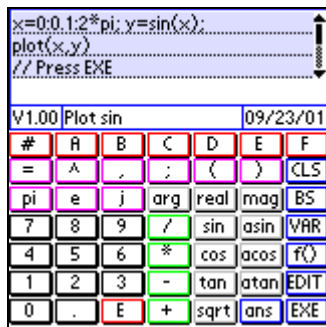 x=0:0.1:2*pi; y=sin(x);
plot(x,y)
// Press EXE
V1.00 Plot sin 09/23/01
# A B C D E F
= ^ , ; ( ) CLS
pi e j arg real mag BS
7 8 9 / sin asin VAR
4 5 6 * cos acos f()
1 2 3 - tan atan EDIT
0 . E + sqrt ans EXE